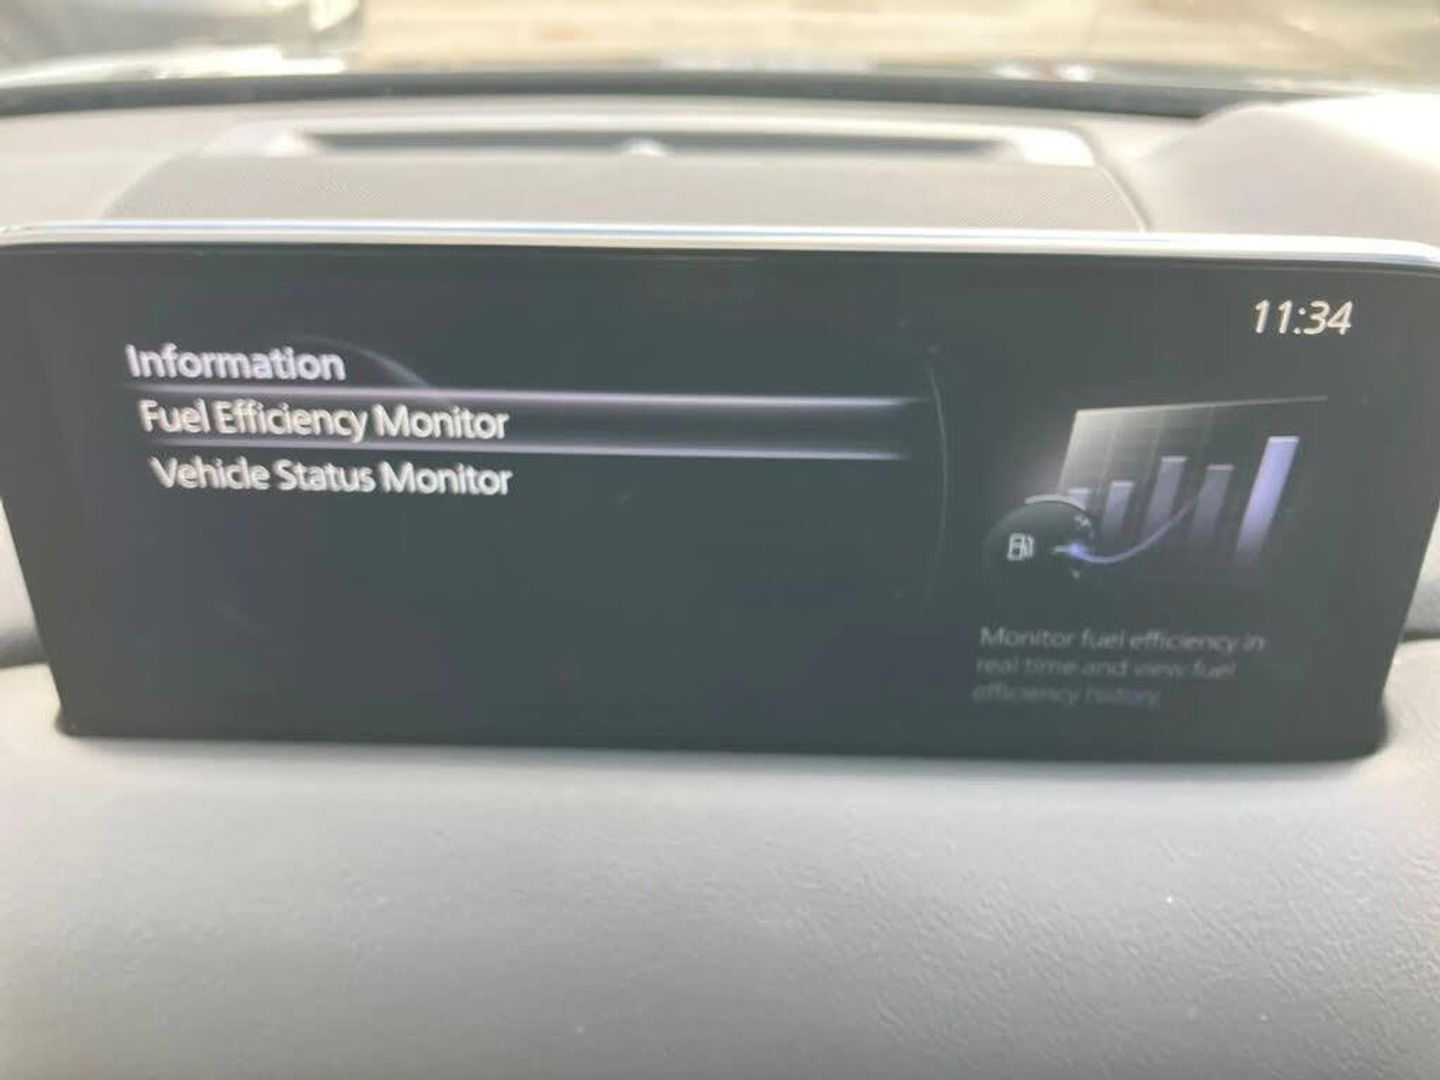 11:34
Information
Fuel Efficiency Monitor
Vehicle Status Monitor
Monitor fuel efficiency in
real time and view fuel
efficiency history.